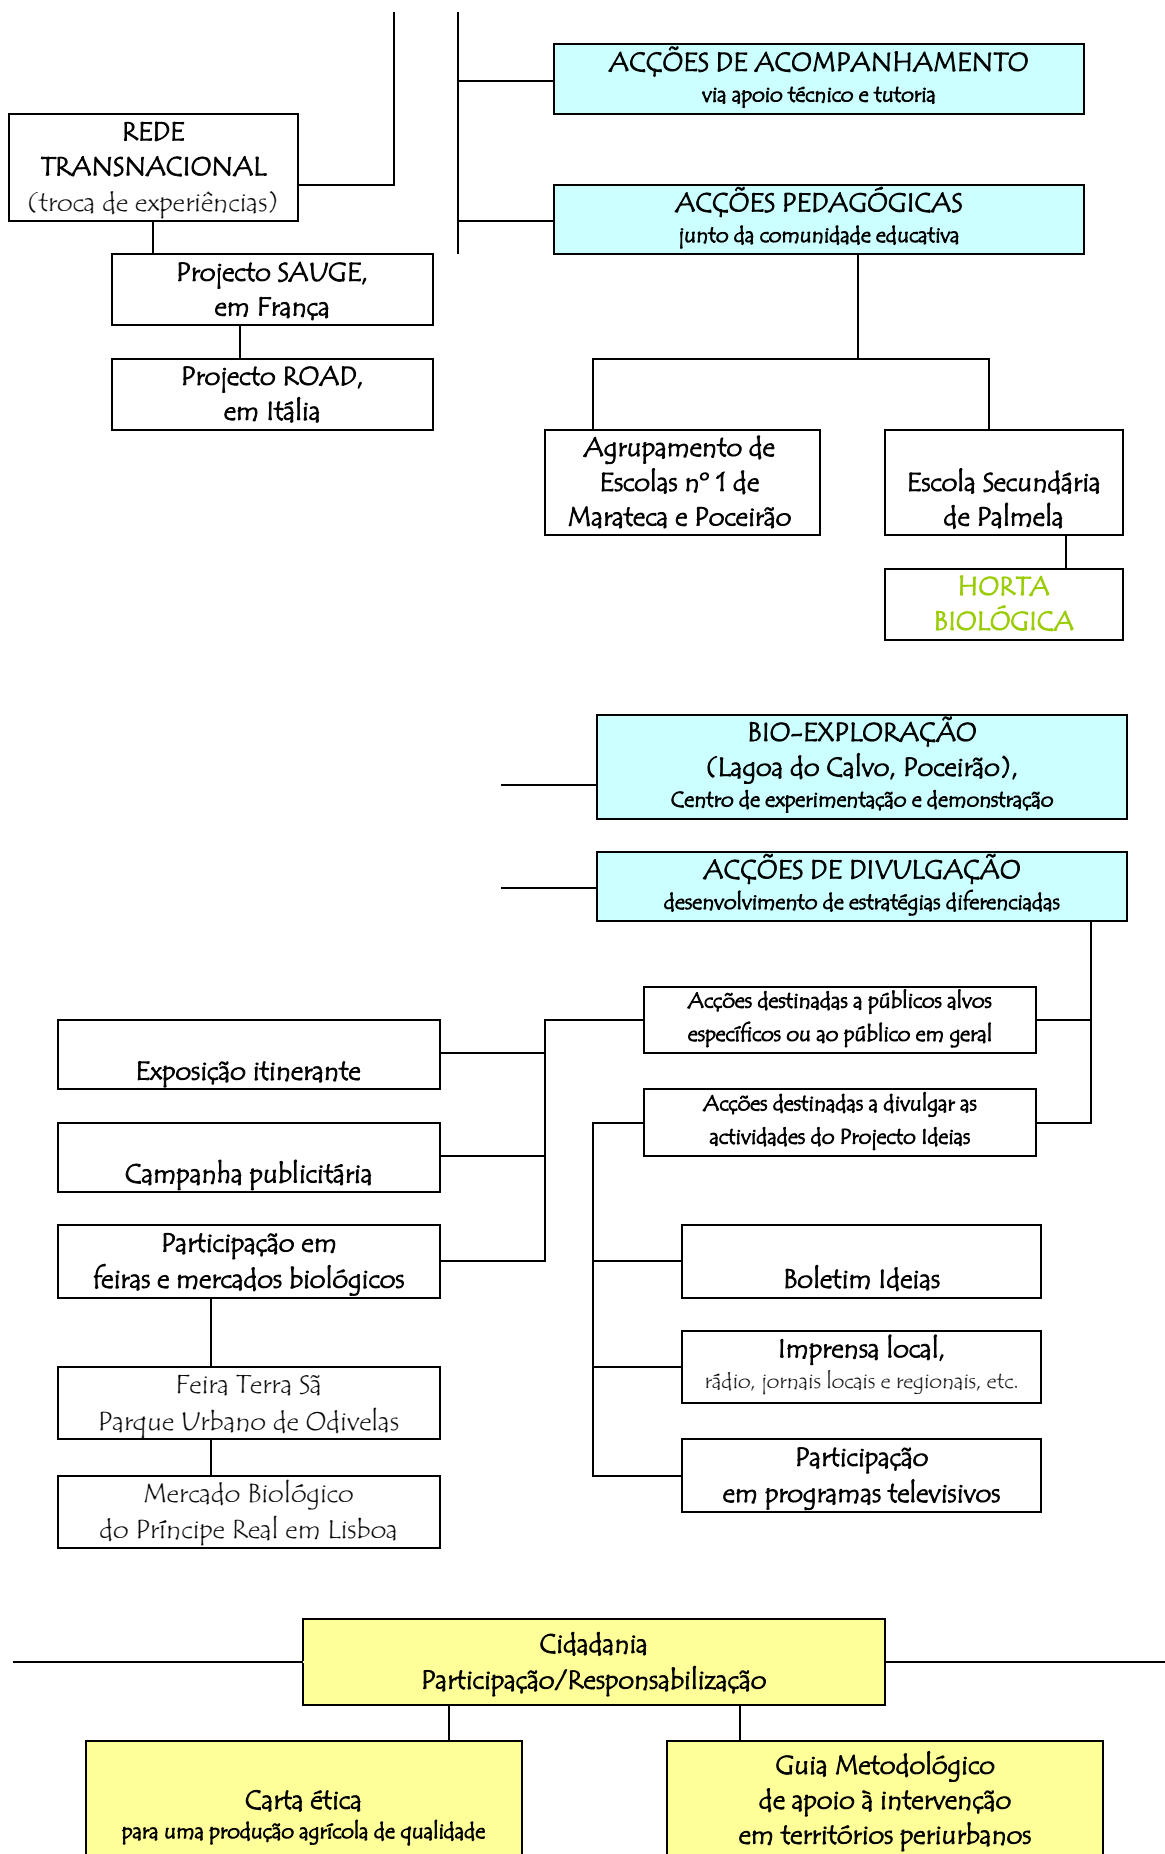 ACÇÕES DE ACOMPANHAMENTO
via apoio técnico e tutoria
REDE
TRANSNACIONAL
(troca de experiências)
ACÇÕES PEDAGÓGICAS
junto da comunidade educativa
Projecto SAUGE,
em França
Projecto ROAD,
em Itália
Agrupamento de
Escolas nº 1 de
Marateca e Poceirão
Escola Secundária
de Palmela
HORTA
BIOLÓGICA
BIO-EXPLORAÇÃO
(Lagoa do Calvo, Poceirão),
Centro de experimentação e demonstração
ACÇÕES DE DIVULGAÇÃO
desenvolvimento de estratégias diferenciadas
Acções destinadas a públicos alvos
específicos ou ao público em geral
Exposição itinerante
Acções destinadas a divulgar as
actividades do Projecto Ideias
Campanha publicitária
Participação em
feiras e mercados biológicos
Boletim Ideias
Imprensa local,
rádio, jornais locais e regionais, etc.
Feira Terra Sã
Parque Urbano de Odivelas
Participação
em programas televisivos
Mercado Biológico
do Príncipe Real em Lisboa
Cidadania
Participação/Responsabilização
Carta ética
para uma produção agrícola de qualidade
Guia Metodológico
de apoio à intervenção
em territórios periurbanos